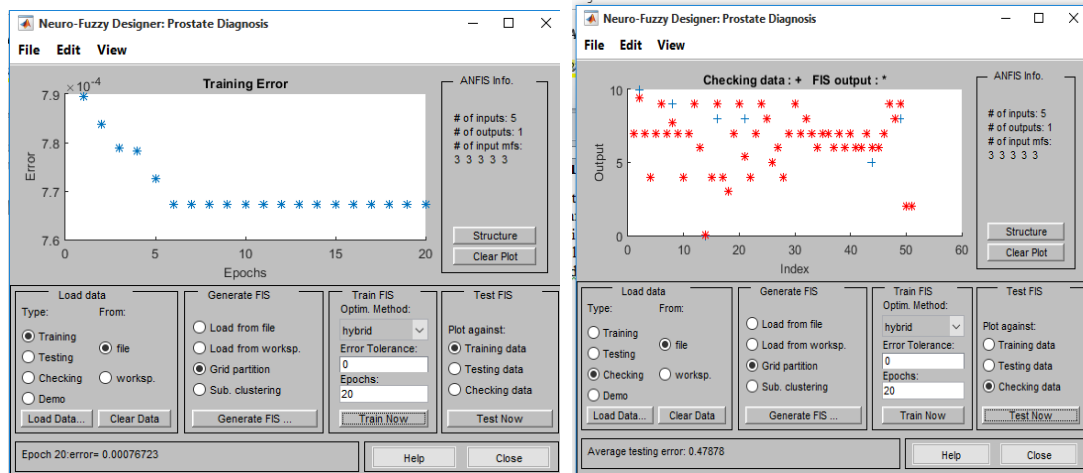 Neuro-Fuzzy Designer: Prostate Diagnosis
File Edit View
Training Error
×10⁻⁴
7.9
7.8
7.7
7.6
Error
0 5 10 15 20
Epochs
ANFIS Info.
# of inputs: 5
# of outputs: 1
# of input mfs:
3 3 3 3 3
Structure
Clear Plot
Load data
Type: From:
Training
Testing
Checking
Demo
file
worksp.
Load Data... Clear Data
Generate FIS
Load from file
Load from worksp.
Grid partition
Sub. clustering
Generate FIS ...
Train FIS
Optim. Method:
hybrid
Error Tolerance:
0
Epochs:
20
Train Now
Test FIS
Plot against:
Training data
Testing data
Checking data
Test Now
Epoch 20:error= 0.00076723
Help Close
Neuro-Fuzzy Designer: Prostate Diagnosis
File Edit View
Checking data : + FIS output : *
10
5
0
Output
0 10 20 30 40 50 60
Index
ANFIS Info.
# of inputs: 5
# of outputs: 1
# of input mfs:
3 3 3 3 3
Structure
Clear Plot
Load data
Type: From:
Training
Testing
Checking
Demo
file
worksp.
Load Data... Clear Data
Generate FIS
Load from file
Load from worksp.
Grid partition
Sub. clustering
Generate FIS ...
Train FIS
Optim. Method:
hybrid
Error Tolerance:
0
Epochs:
20
Train Now
Test FIS
Plot against:
Training data
Testing data
Checking data
Test Now
Average testing error: 0.47878
Help Close